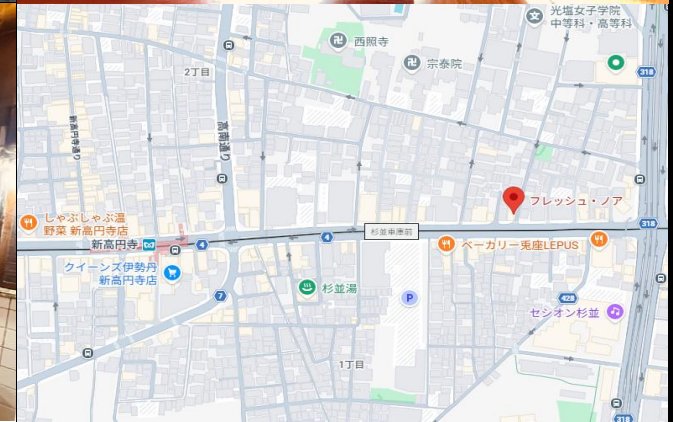 光塩女子学院
中等科・高等科
西照寺
宗泰院
318
2丁目
新高円寺通り
高南通り
フレッシュ・ノア
しゃぶしゃぶ温
野菜 新高円寺店
新高円寺
4
4
杉並車庫前
318
ベーカリー兎座LEPUS
クイーンズ伊勢丹
新高円寺店
7
杉並湯
P
428
セシオン杉並
1丁目
318